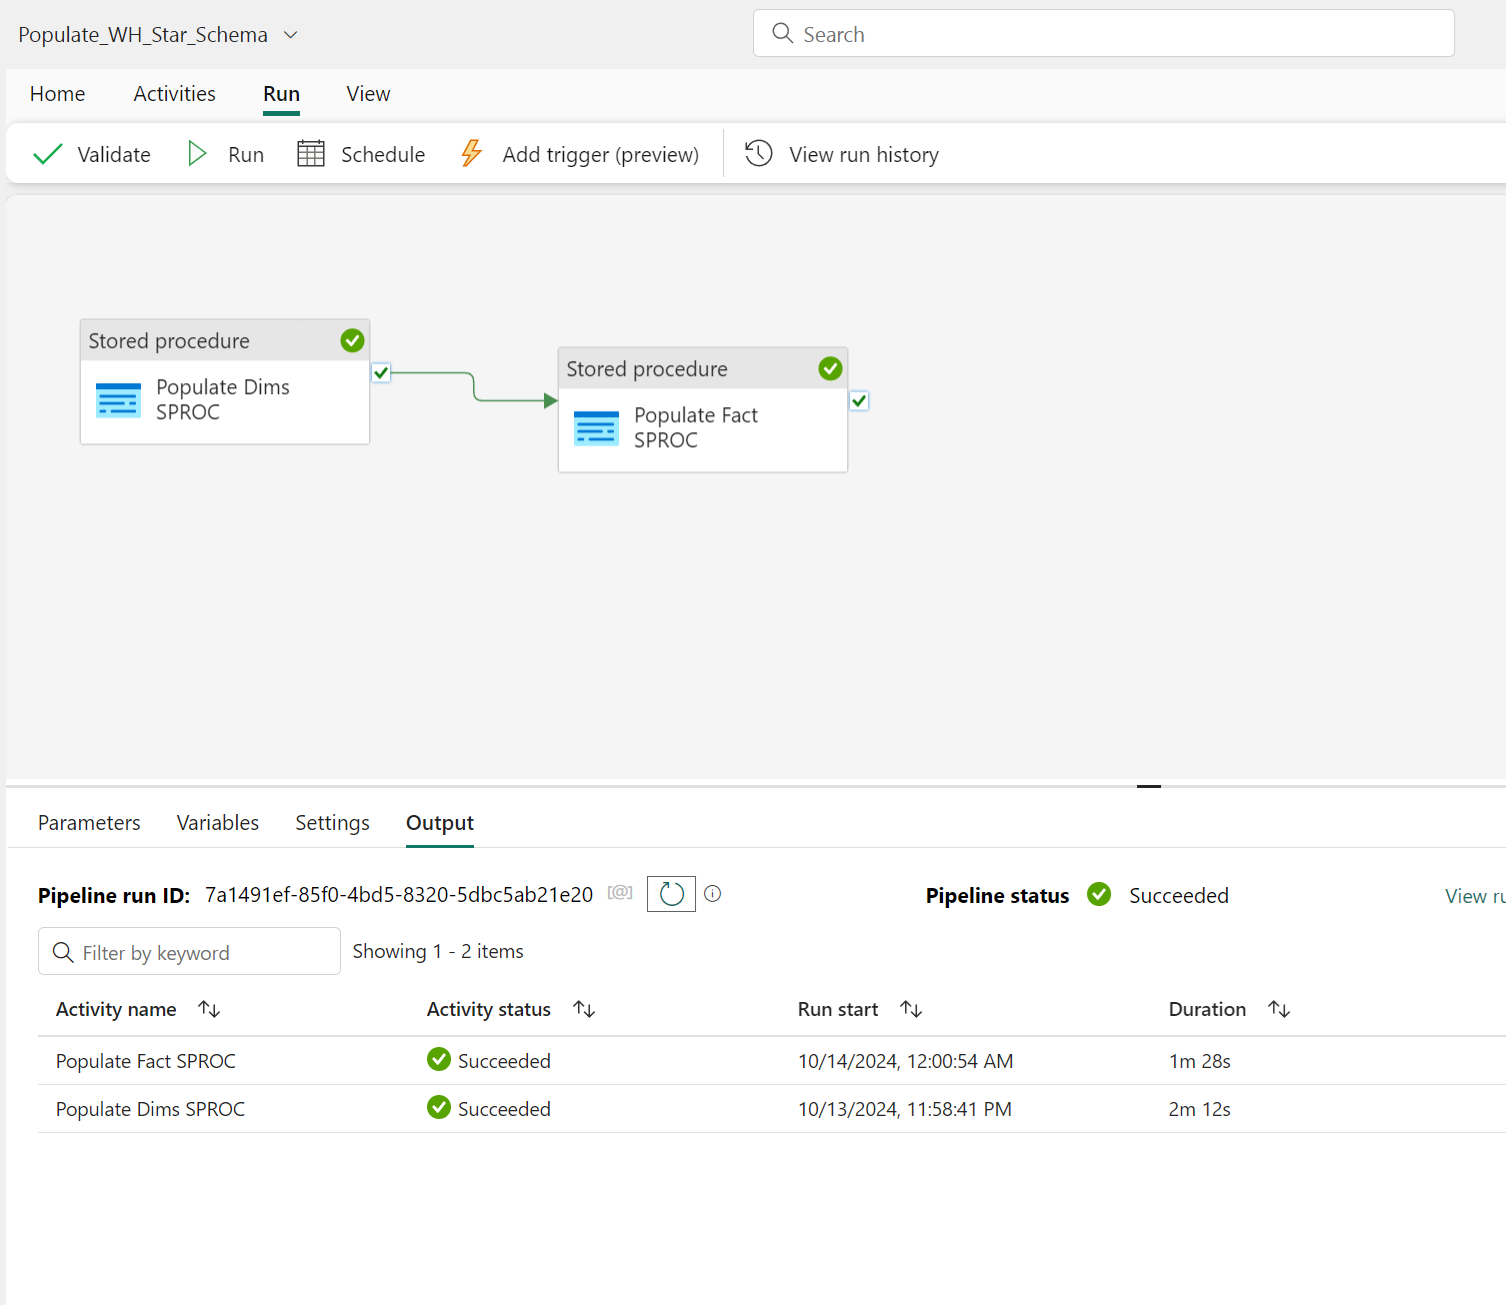 Populate_WH_Star_Schema
Search
Home Activities Run View
Validate Run Schedule Add trigger (preview) View run history
Stored procedure
Populate Dims
SPROC
Stored procedure
Populate Fact
SPROC
Parameters Variables Settings Output
Pipeline run ID: 7a1491ef-85f0-4bd5-8320-5dbc5ab21e20 [@] Pipeline status Succeeded View ru
Filter by keyword Showing 1 - 2 items
Activity name Activity status Run start Duration
Populate Fact SPROC Succeeded 10/14/2024, 12:00:54 AM 1m 28s
Populate Dims SPROC Succeeded 10/13/2024, 11:58:41 PM 2m 12s